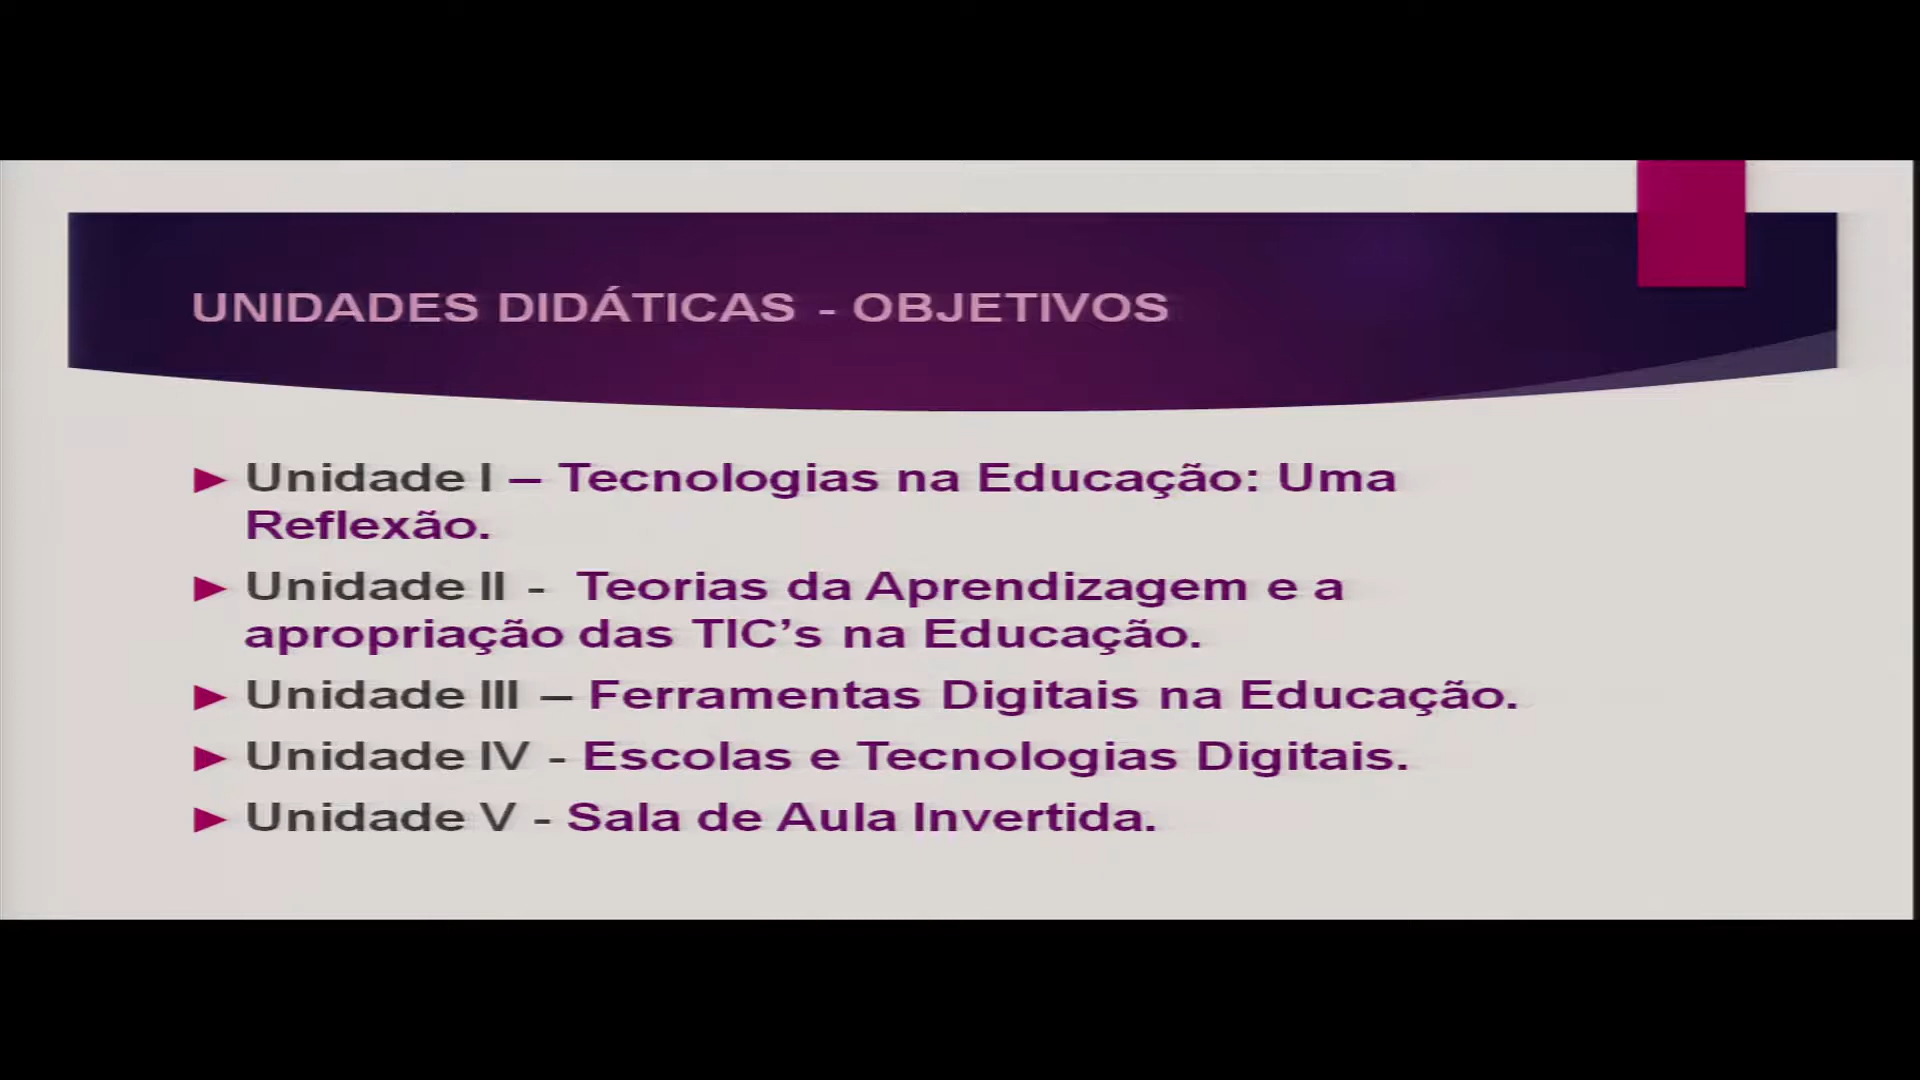 UNIDADES DIDÁTICAS - OBJETIVOS
Unidade I – Tecnologias na Educação: Uma
Reflexão.
Unidade II - Teorias da Aprendizagem e a
apropriação das TIC’s na Educação.
Unidade III – Ferramentas Digitais na Educação.
Unidade IV - Escolas e Tecnologias Digitais.
Unidade V - Sala de Aula Invertida.